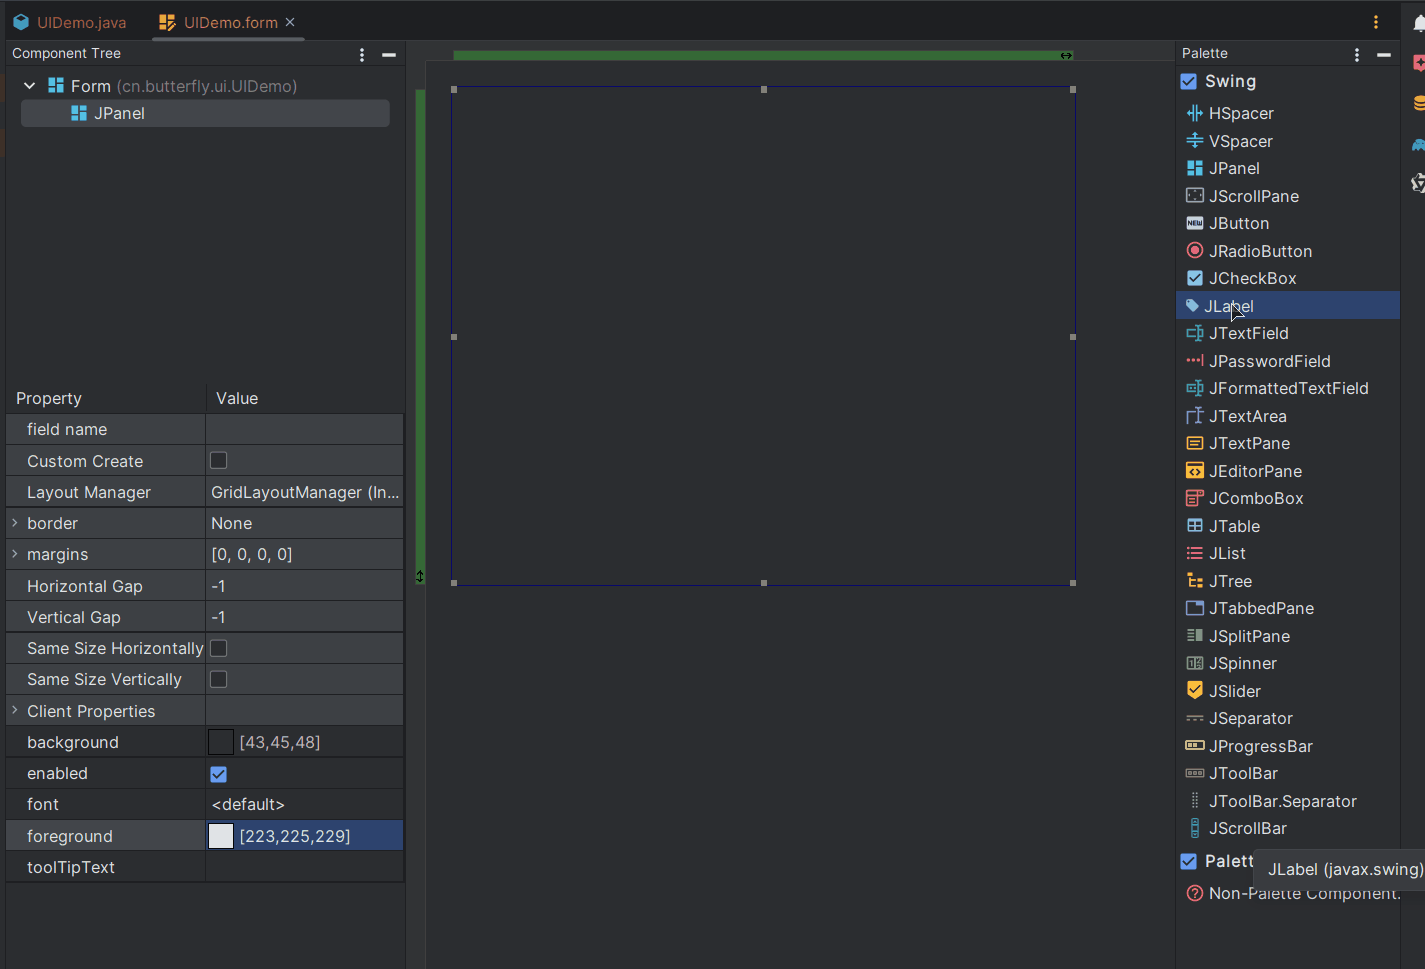 UIDemo.java
UIDemo.form
Component Tree
Form (cn.butterfly.ui.UIDemo)
JPanel
Property Value
field name
Custom Create
Layout Manager GridLayoutManager (In...
border None
margins [0, 0, 0, 0]
Horizontal Gap -1
Vertical Gap -1
Same Size Horizontally
Same Size Vertically
Client Properties
background [43,45,48]
enabled
font <default>
foreground [223,225,229]
toolTipText
Palette
Swing
HSpacer
VSpacer
JPanel
JScrollPane
NEW JButton
JRadioButton
JCheckBox
JLabel
JTextField
JPasswordField
JFormattedTextField
JTextArea
JTextPane
JEditorPane
JComboBox
JTable
JList
JTree
JTabbedPane
JSplitPane
JSpinner
JSlider
JSeparator
JProgressBar
JToolBar
JToolBar.Separator
JScrollBar
Palett
JLabel (javax.swing)
Non-Palette Component.